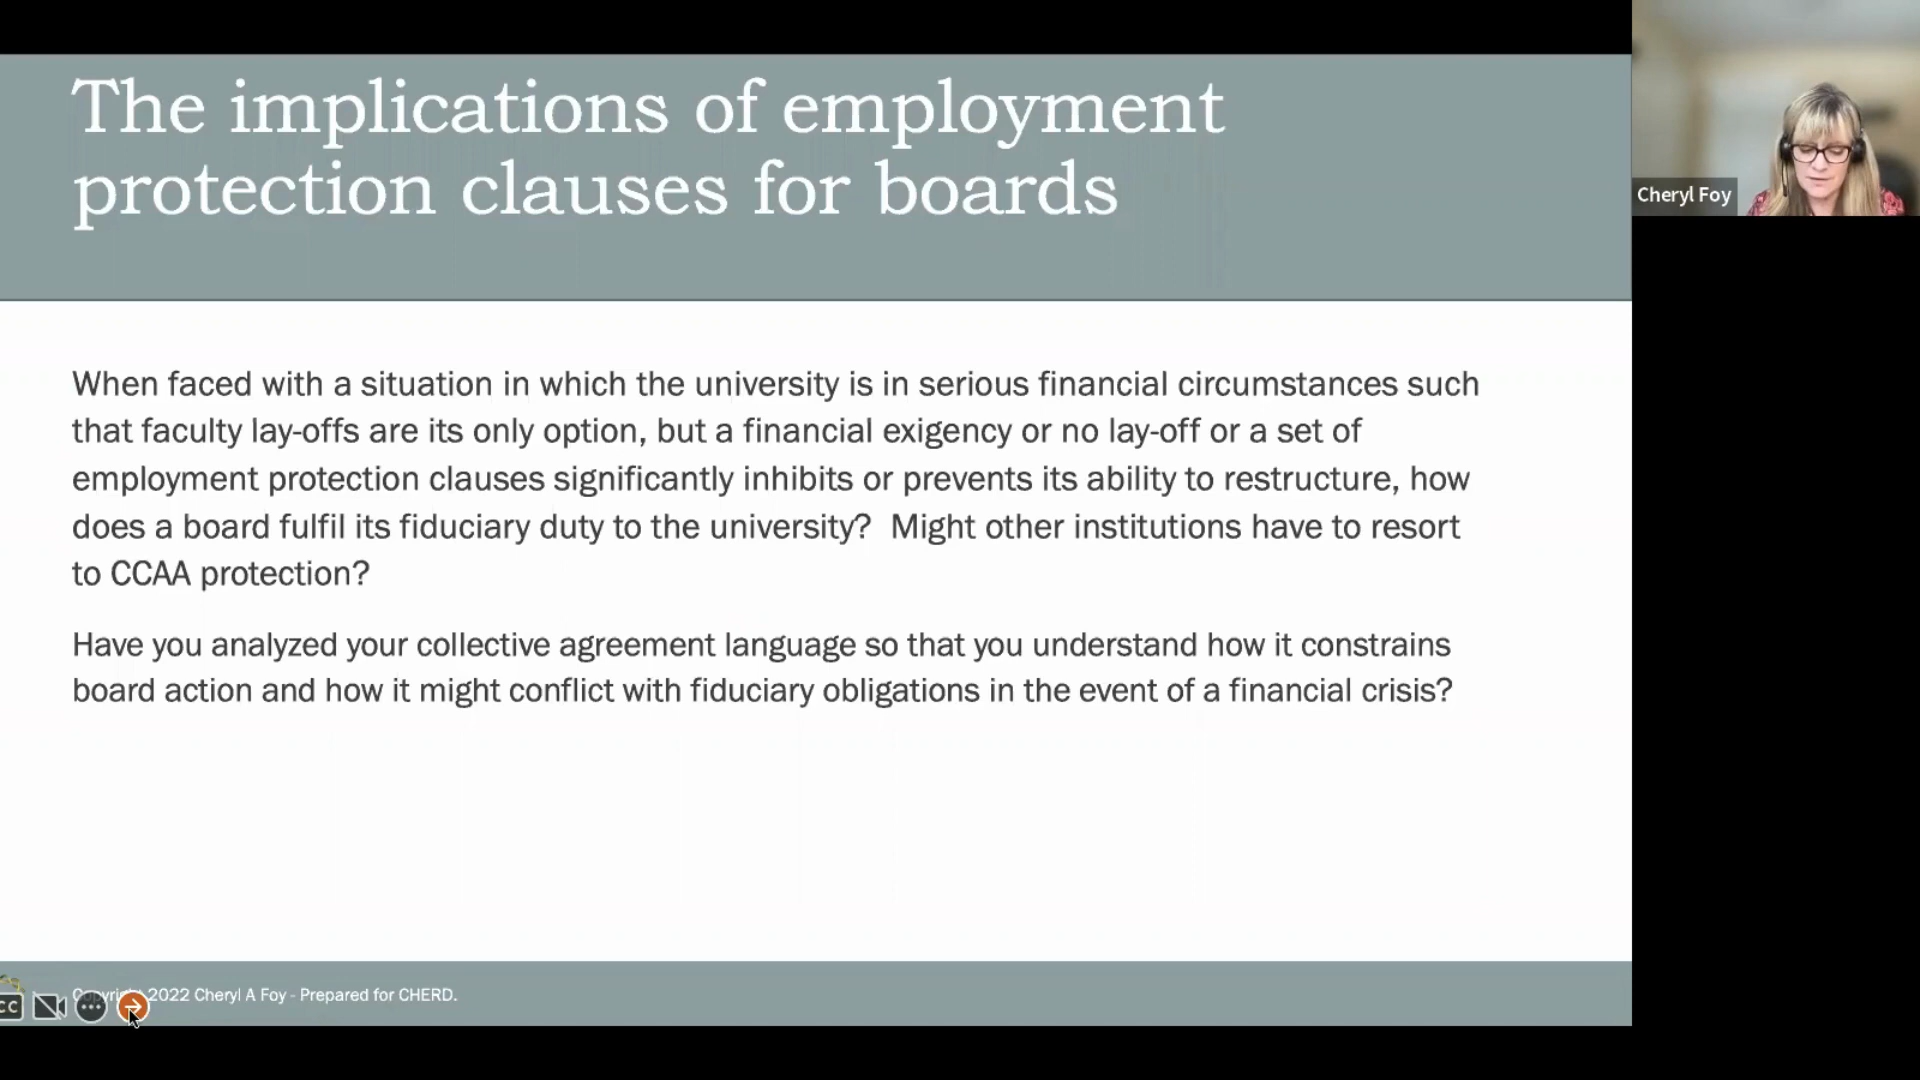 The implications of employment
protection clauses for boards
Cheryl Foy
When faced with a situation in which the university is in serious financial circumstances such
that faculty lay-offs are its only option, but a financial exigency or no lay-off or a set of
employment protection clauses significantly inhibits or prevents its ability to restructure, how
does a board fulfil its fiduciary duty to the university?  Might other institutions have to resort
to CCAA protection?
Have you analyzed your collective agreement language so that you understand how it constrains
board action and how it might conflict with fiduciary obligations in the event of a financial crisis?
Copyright 2022 Cheryl A Foy - Prepared for CHERD.
CC